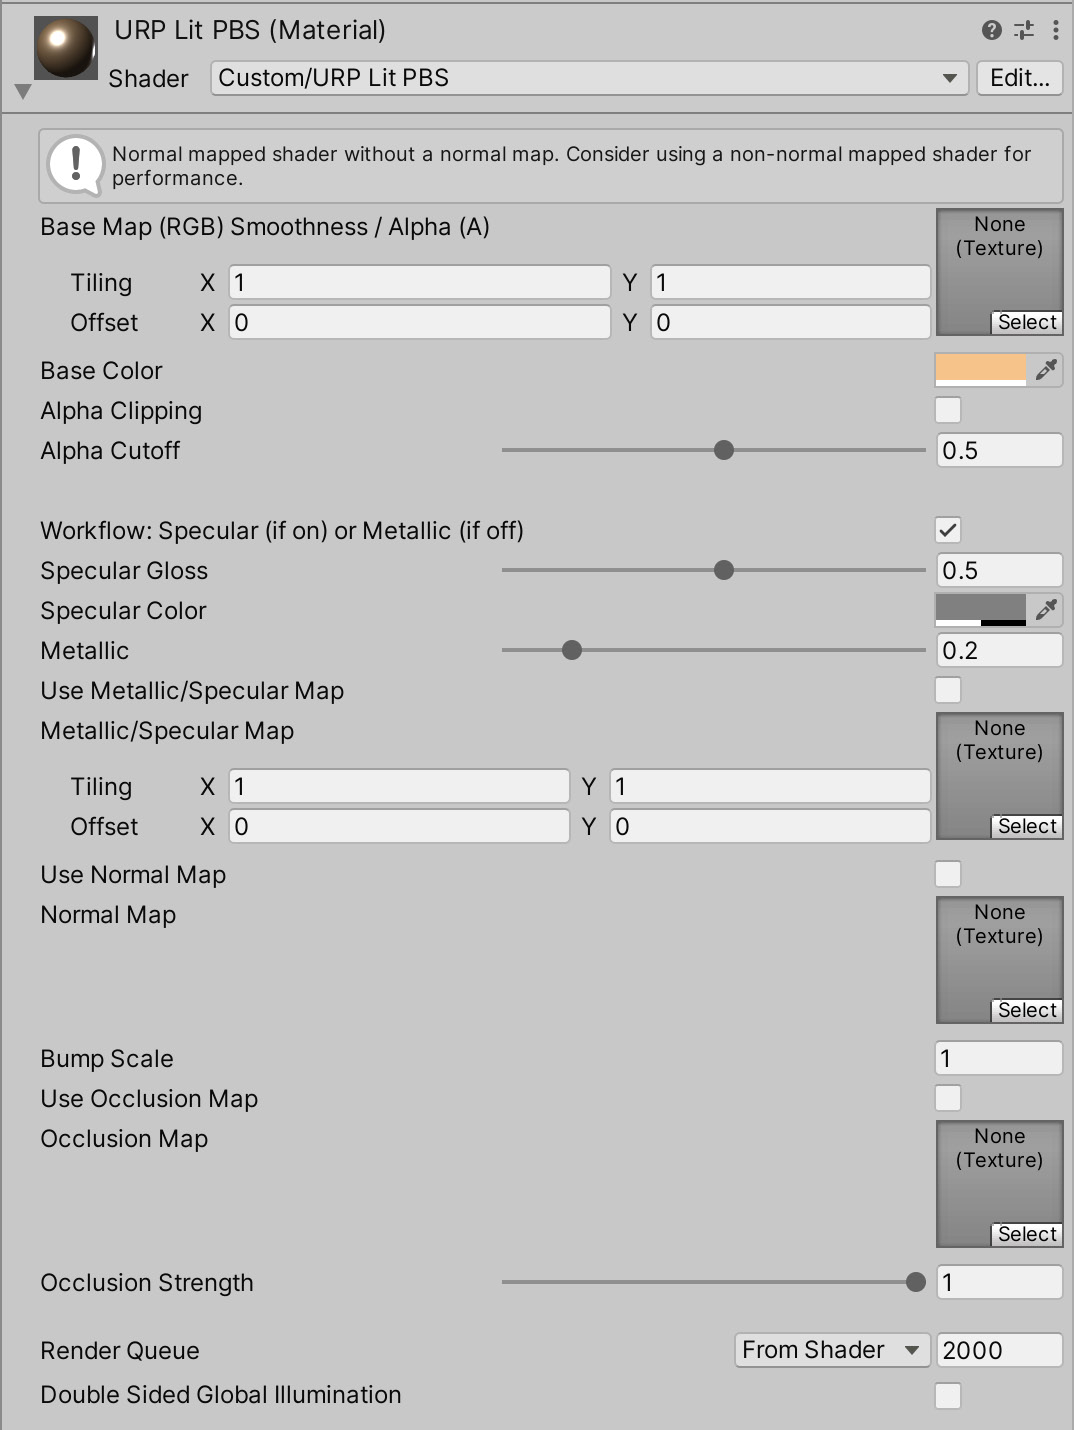 URP Lit PBS (Material)
Shader Custom/URP Lit PBS Edit...
Normal mapped shader without a normal map. Consider using a non-normal mapped shader for
performance.
Base Map (RGB) Smoothness / Alpha (A)
None
(Texture)
Tiling X 1 Y 1
Offset X 0 Y 0
Select
Base Color
Alpha Clipping
Alpha Cutoff 0.5
Workflow: Specular (if on) or Metallic (if off)
Specular Gloss 0.5
Specular Color
Metallic 0.2
Use Metallic/Specular Map
Metallic/Specular Map
None
(Texture)
Tiling X 1 Y 1
Offset X 0 Y 0
Select
Use Normal Map
Normal Map
None
(Texture)
Select
Bump Scale 1
Use Occlusion Map
Occlusion Map
None
(Texture)
Select
Occlusion Strength 1
Render Queue From Shader 2000
Double Sided Global Illumination